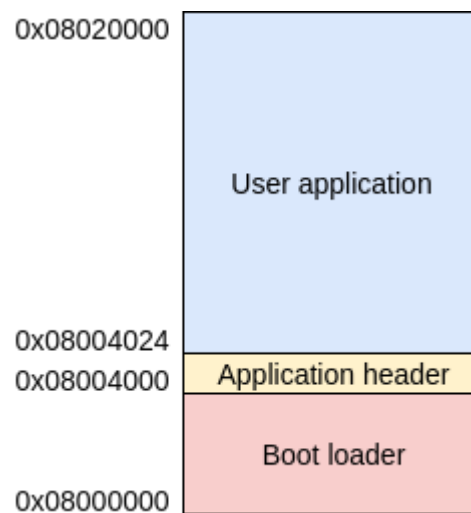 0x08020000
User application
0x08004024
Application header
0x08004000
Boot loader
0x08000000